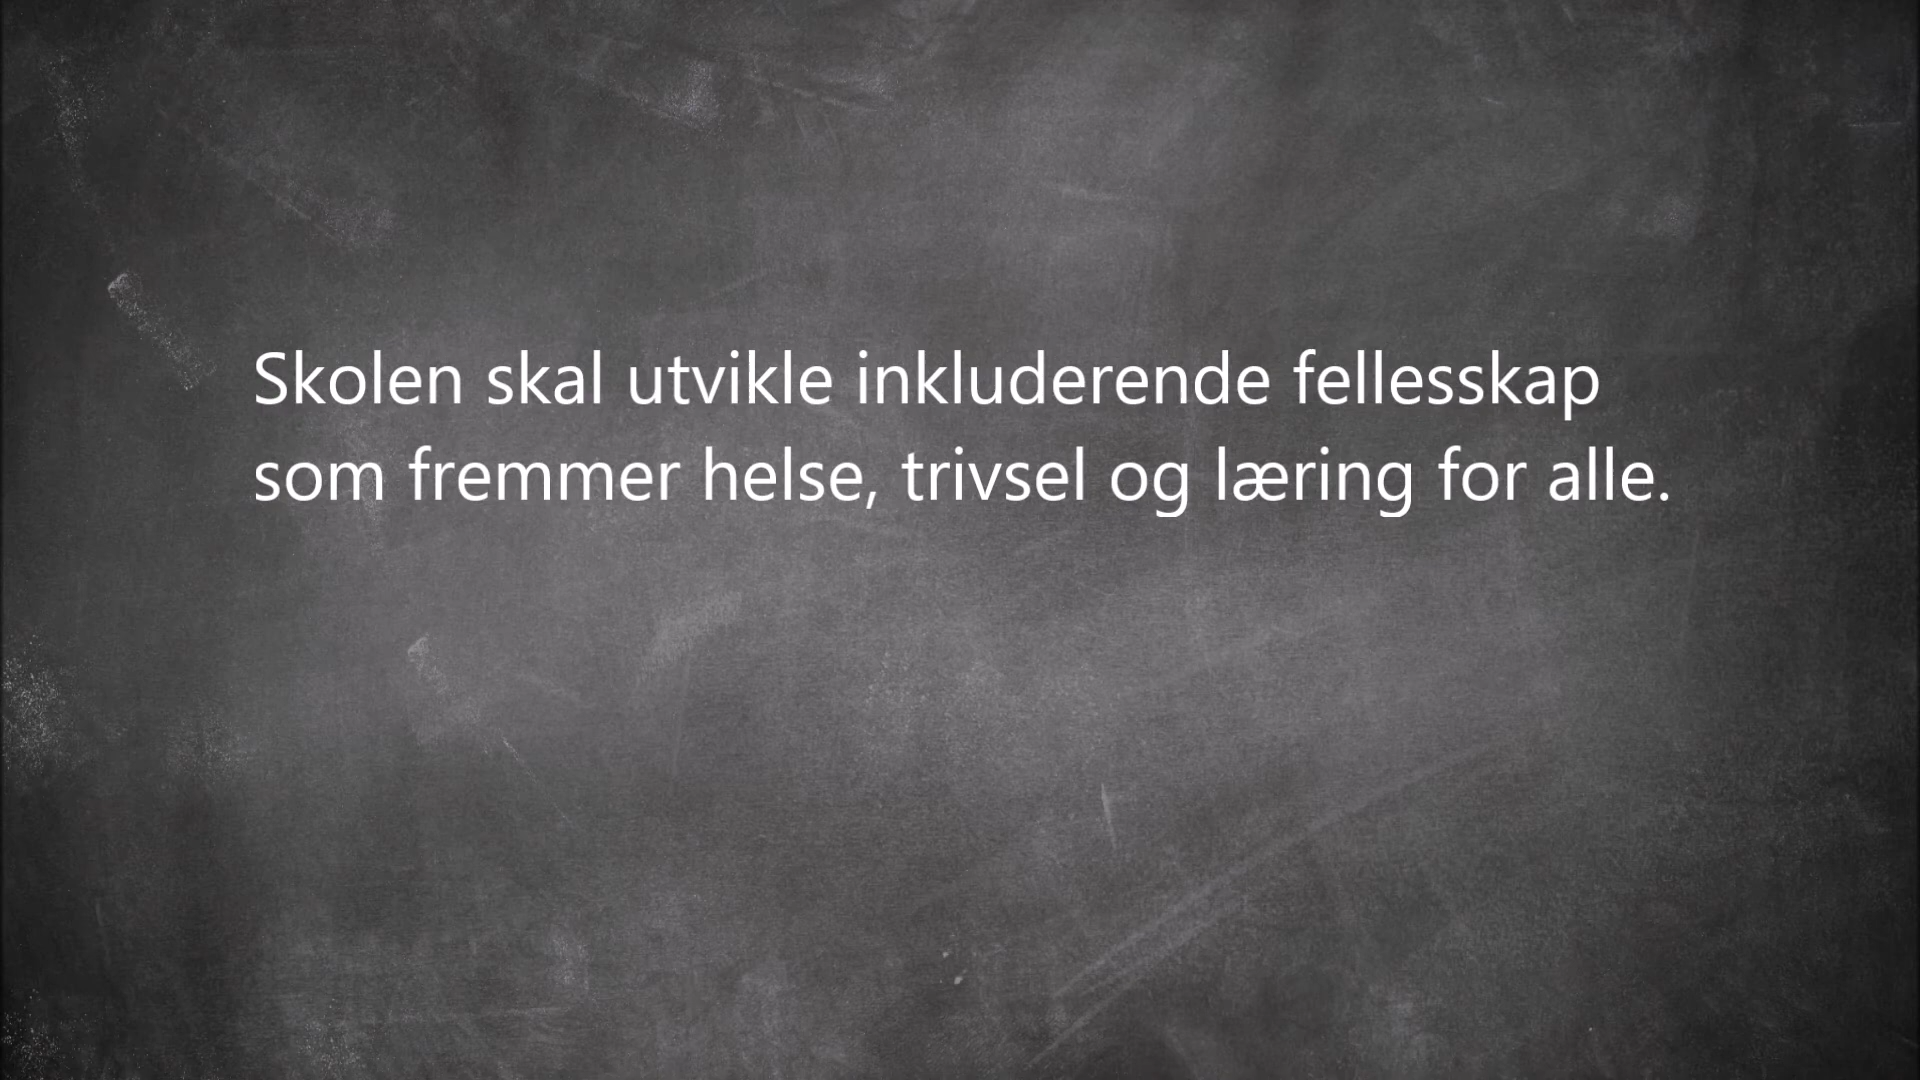 Skolen skal utvikle inkluderende fellesskap
som fremmer helse, trivsel og læring for alle.